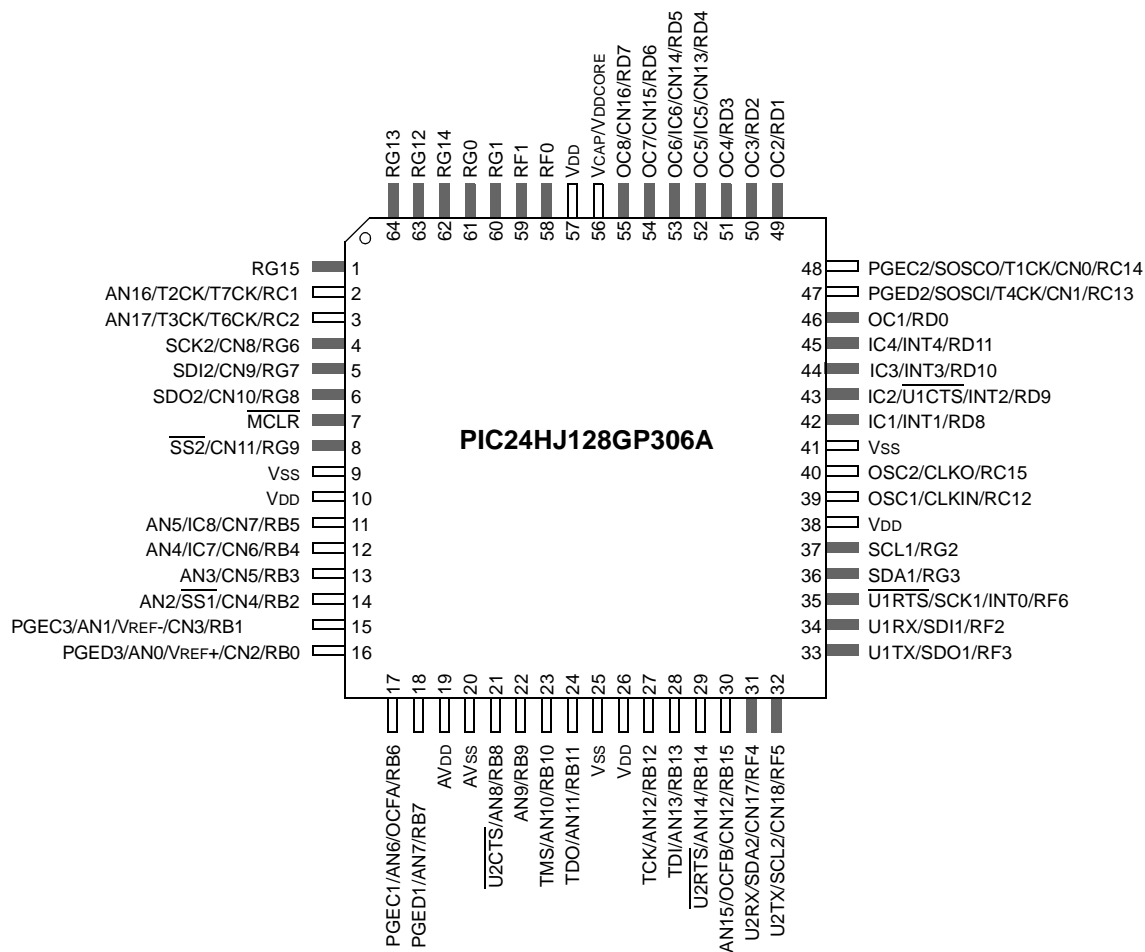 RG13
RG12
RG14
RG0
RG1
RF1
RF0
VDD
VCAP/VDDCORE
OC8/CN16/RD7
OC7/CN15/RD6
OC6/IC6/CN14/RD5
OC5/IC5/CN13/RD4
OC4/RD3
OC3/RD2
OC2/RD1
64 63 62 61 60 59 58 57 56 55 54 53 52 51 50 49
RG15 1
AN16/T2CK/T7CK/RC1 2
AN17/T3CK/T6CK/RC2 3
SCK2/CN8/RG6 4
SDI2/CN9/RG7 5
SDO2/CN10/RG8 6
MCLR 7
SS2/CN11/RG9 8
VSS 9
VDD 10
AN5/IC8/CN7/RB5 11
AN4/IC7/CN6/RB4 12
AN3/CN5/RB3 13
AN2/SS1/CN4/RB2 14
PGEC3/AN1/VREF-/CN3/RB1 15
PGED3/AN0/VREF+/CN2/RB0 16
PIC24HJ128GP306A
48 PGEC2/SOSCO/T1CK/CN0/RC14
47 PGED2/SOSCI/T4CK/CN1/RC13
46 OC1/RD0
45 IC4/INT4/RD11
44 IC3/INT3/RD10
43 IC2/U1CTS/INT2/RD9
42 IC1/INT1/RD8
41 VSS
40 OSC2/CLKO/RC15
39 OSC1/CLKIN/RC12
38 VDD
37 SCL1/RG2
36 SDA1/RG3
35 U1RTS/SCK1/INT0/RF6
34 U1RX/SDI1/RF2
33 U1TX/SDO1/RF3
17 18 19 20 21 22 23 24 25 26 27 28 29 30 31 32
PGEC1/AN6/OCFA/RB6
PGED1/AN7/RB7
AVDD
AVSS
U2CTS/AN8/RB8
AN9/RB9
TMS/AN10/RB10
TDO/AN11/RB11
VSS
VDD
TCK/AN12/RB12
TDI/AN13/RB13
U2RTS/AN14/RB14
AN15/OCFB/CN12/RB15
U2RX/SDA2/CN17/RF4
U2TX/SCL2/CN18/RF5